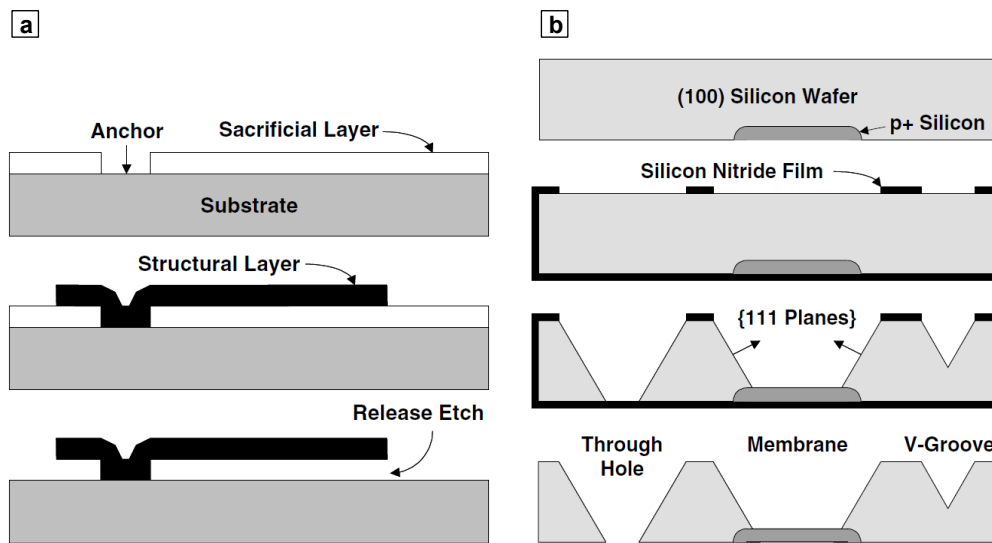 a
Anchor
Sacrificial Layer
Substrate
Structural Layer
Release Etch
b
(100) Silicon Wafer
p+ Silicon
Silicon Nitride Film
{111 Planes}
Through
Hole
Membrane
V-Groove